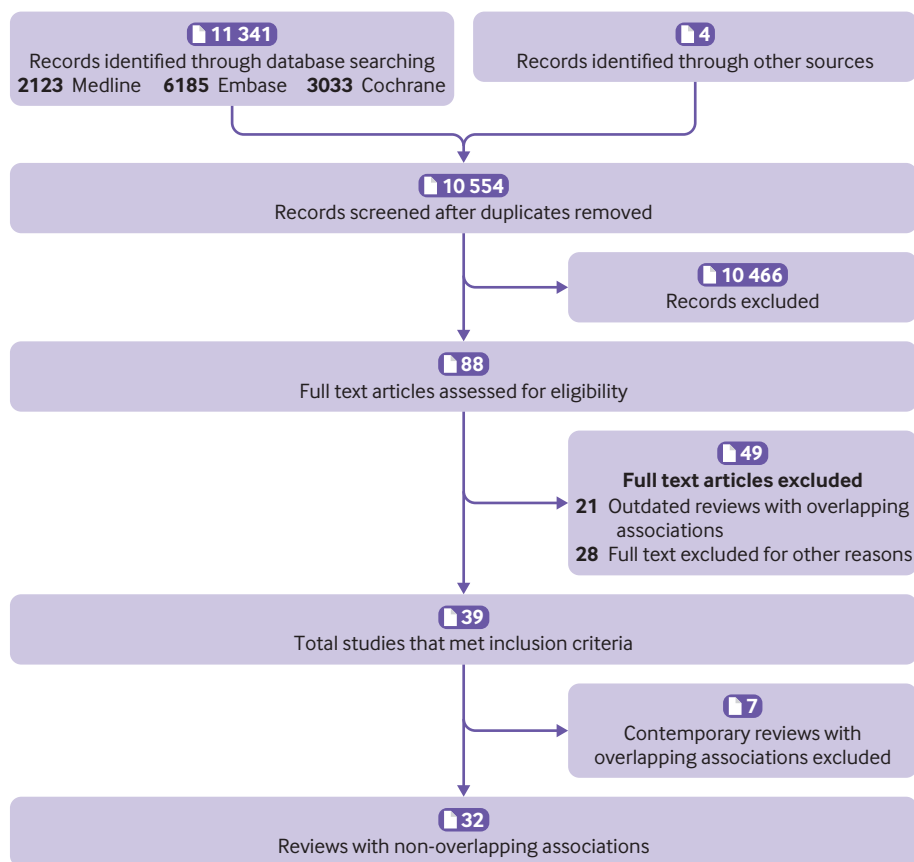 11 341
Records identified through database searching
2123 Medline 6185 Embase 3033 Cochrane
4
Records identified through other sources
10 554
Records screened after duplicates removed
10 466
Records excluded
88
Full text articles assessed for eligibility
49
Full text articles excluded
21 Outdated reviews with overlapping
associations
28 Full text excluded for other reasons
39
Total studies that met inclusion criteria
7
Contemporary reviews with
overlapping associations excluded
32
Reviews with non-overlapping associations